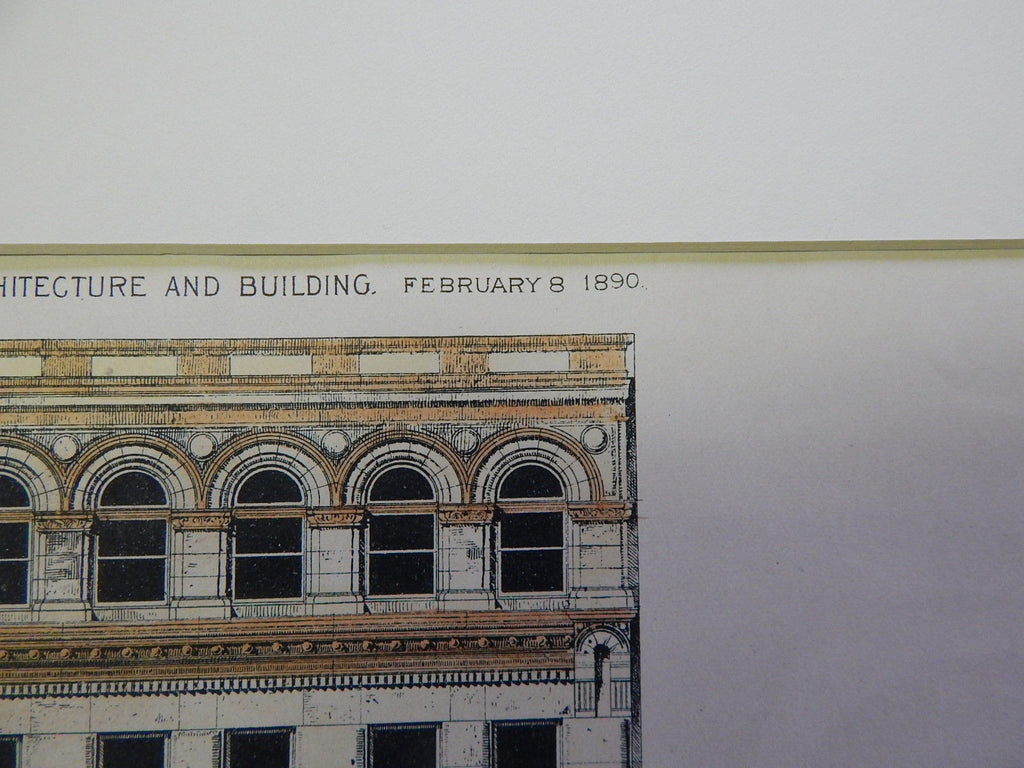 HITECTURE AND BUILDING. FEBRUARY 8 1890.